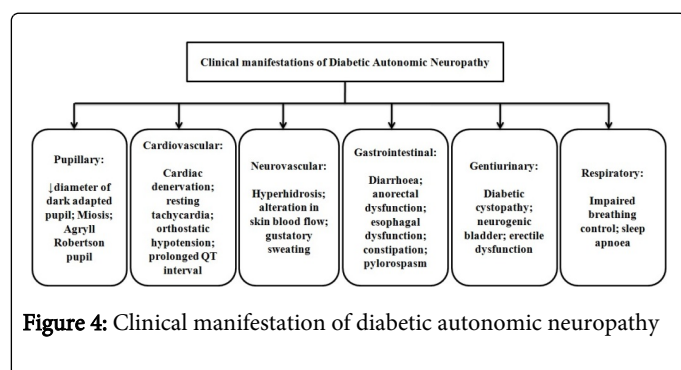 Clinical manifestations of Diabetic Autonomic Neuropathy
Pupillary:
↓diameter of
dark adapted
pupil; Miosis;
Agryll
Robertson
pupil
Cardiovascular:
Cardiac
denervation;
resting
tachycardia;
orthostatic
hypotension;
prolonged QT
interval
Neurovascular:
Hyperhidrosis;
alteration in
skin blood flow;
gustatory
sweating
Gastrointestinal:
Diarrhoea;
anorectal
dysfunction;
esophagal
dysfunction;
constipation;
pylorospasm
Gentiurinary:
Diabetic
cystopathy;
neurogenic
bladder; erectile
dysfunction
Respiratory:
Impaired
breathing
control; sleep
apnoea
Figure 4: Clinical manifestation of diabetic autonomic neuropathy